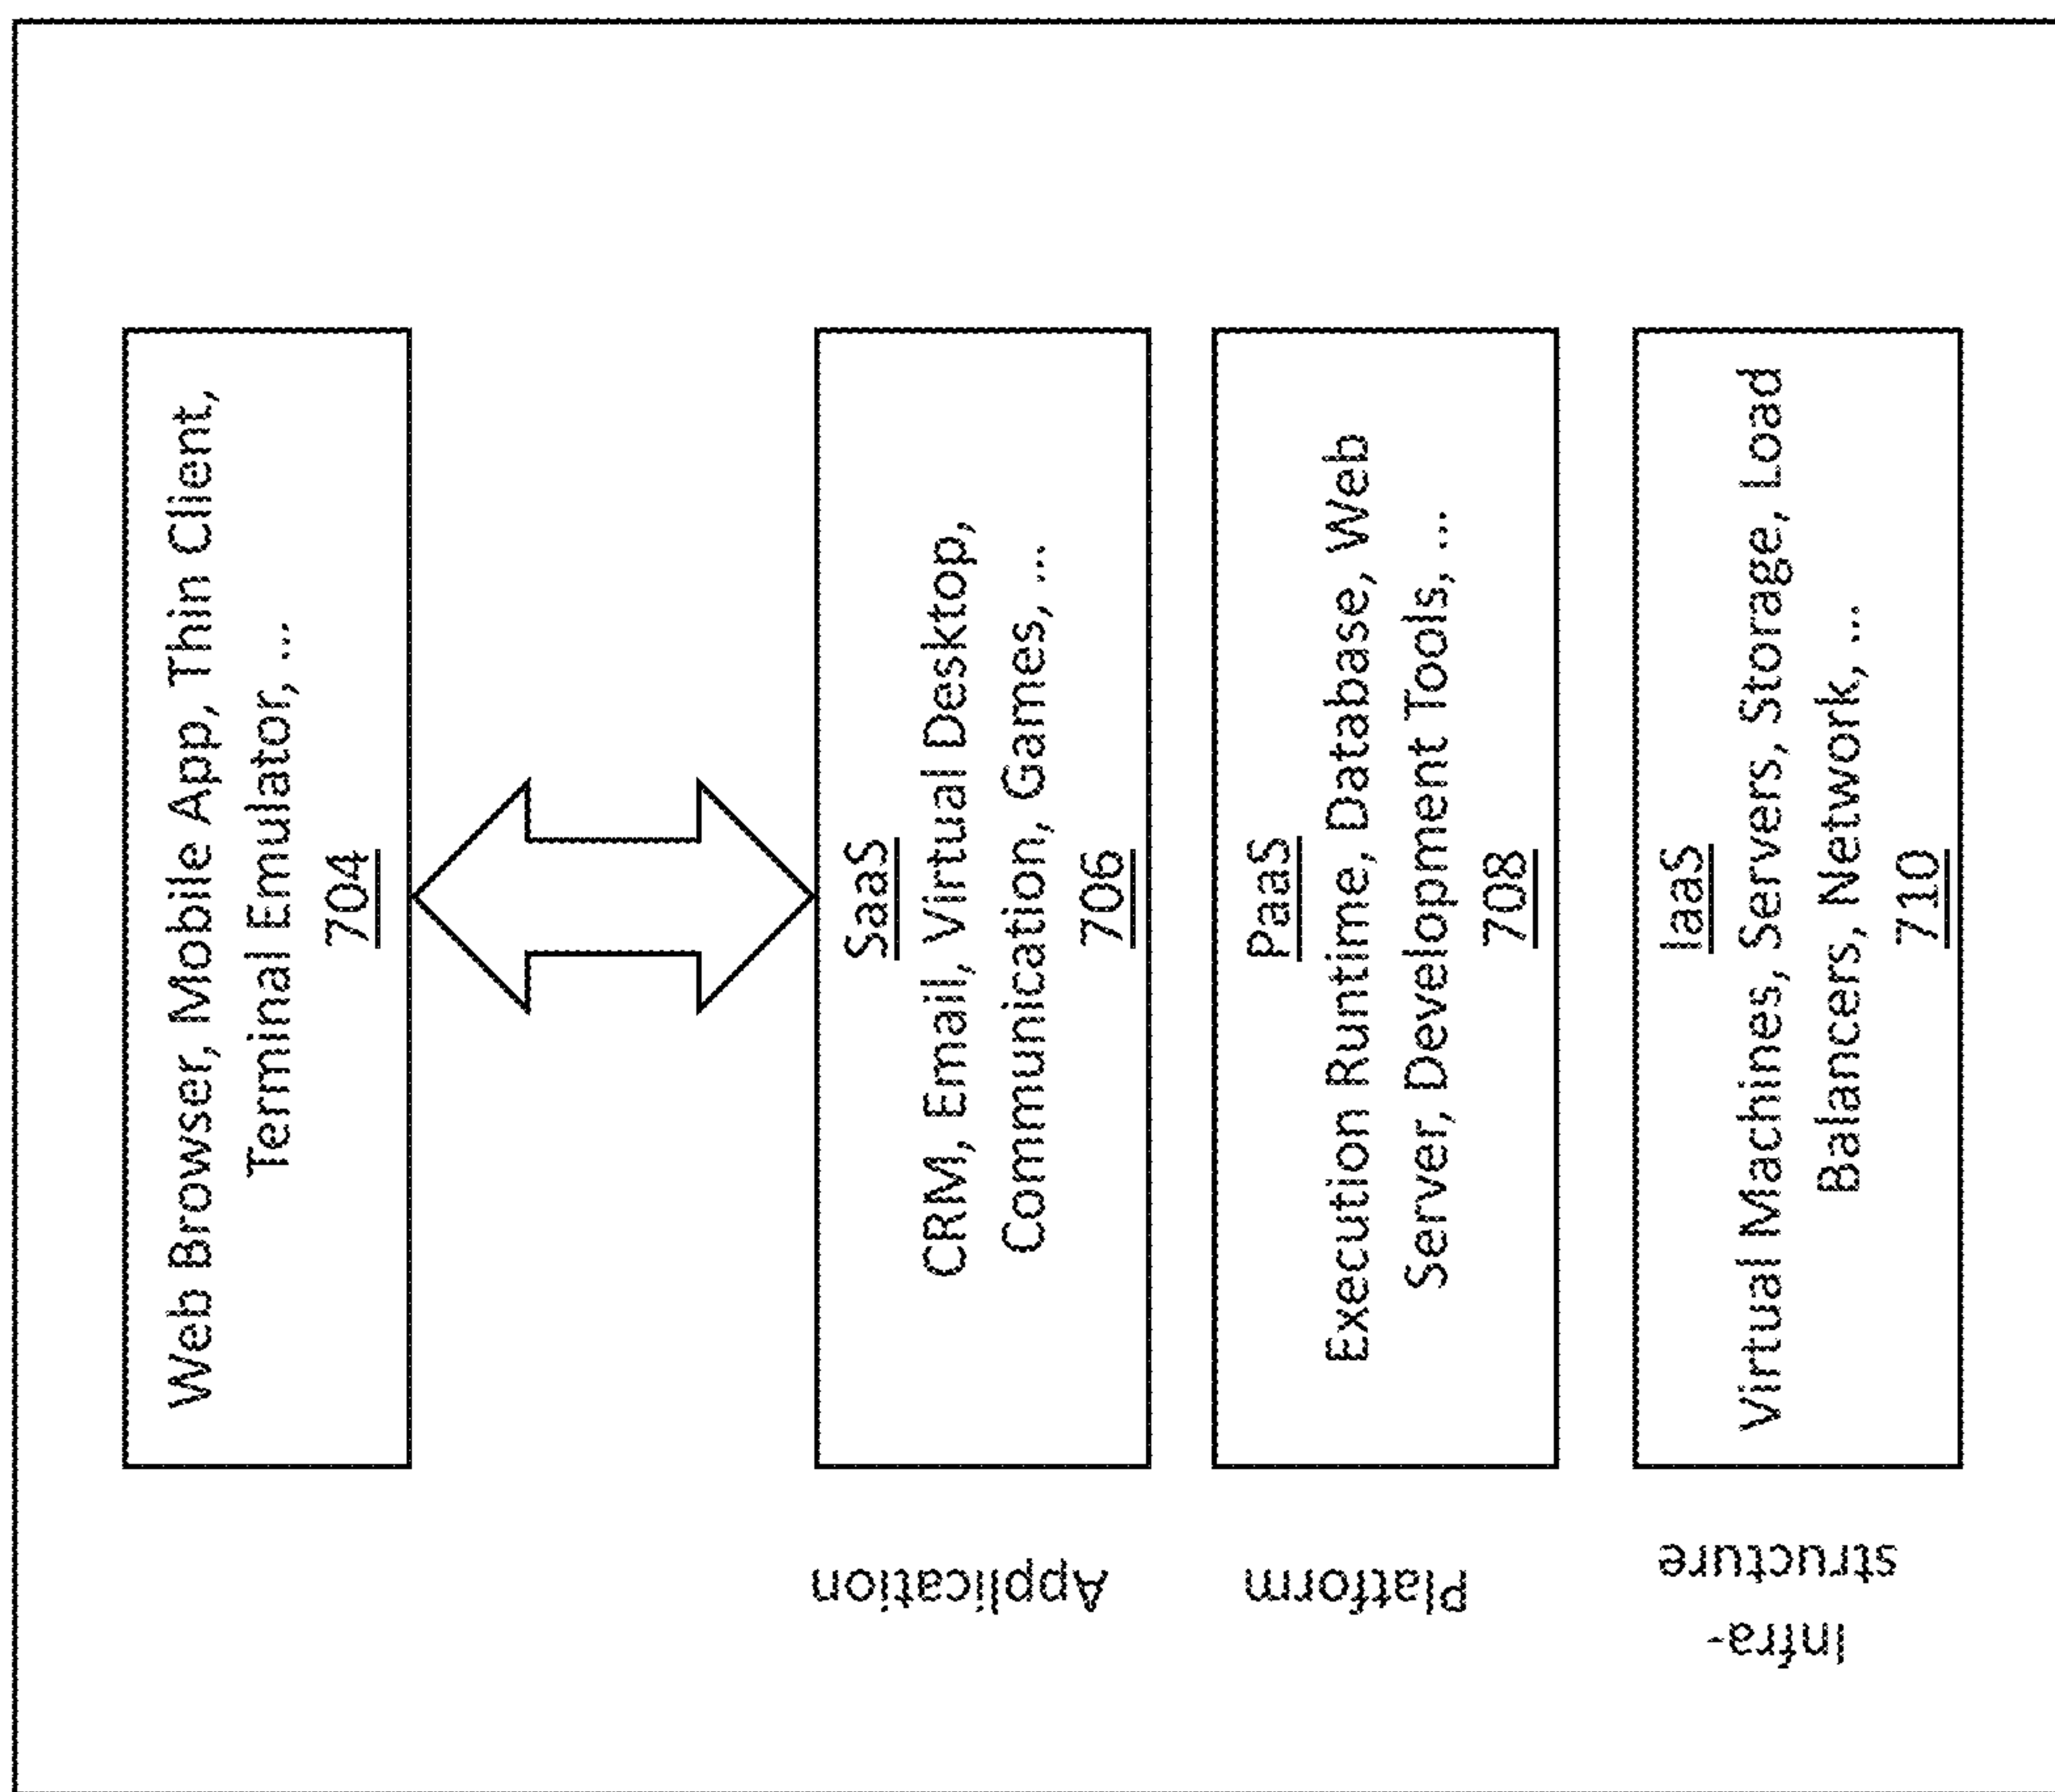 Web Browser, Mobile App, Thin Client,
Terminal Emulator, ...
704
Application
SaaS
CRM, Email, Virtual Desktop,
Communication, Games, ...
706
Platform
PaaS
Execution Runtime, Database, Web
Server, Development Tools, ...
708
Infra-
structure
IaaS
Virtual Machines, Servers, Storage, Load
Balancers, Network, ...
710